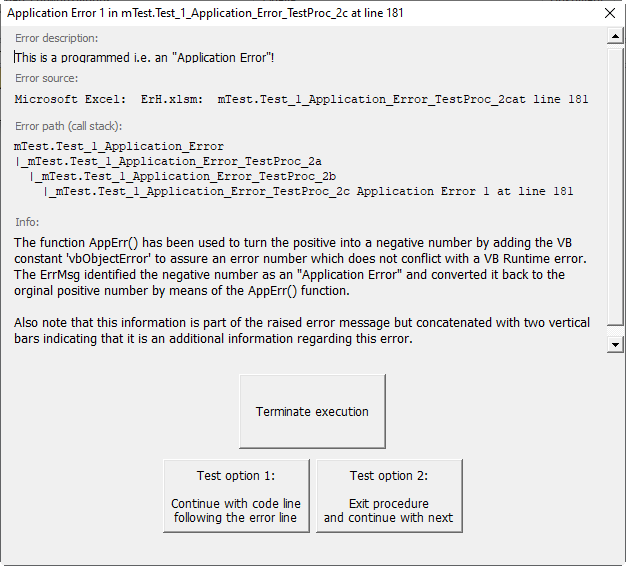 Application Error 1 in mTest.Test_1_Application_Error_TestProc_2c at line 181
Error description:
This is a programmed i.e. an "Application Error"!
Error source:
Microsoft Excel:  ErH.xlsm:  mTest.Test_1_Application_Error_TestProc_2cat line 181
Error path (call stack):
mTest.Test_1_Application_Error
|_mTest.Test_1_Application_Error_TestProc_2a
  |_mTest.Test_1_Application_Error_TestProc_2b
    |_mTest.Test_1_Application_Error_TestProc_2c Application Error 1 at line 181
Info:
The function AppErr() has been used to turn the positive into a negative number by adding the VB
constant 'vbObjectError' to assure an error number which does not conflict with a VB Runtime error.
The ErrMsg identified the negative number as an "Application Error" and converted it back to the
orginal positive number by means of the AppErr() function.
Also note that this information is part of the raised error message but concatenated with two vertical
bars indicating that it is an additional information regarding this error.
Terminate execution
Test option 1:
Continue with code line
following the error line
Test option 2:
Exit procedure
and continue with next